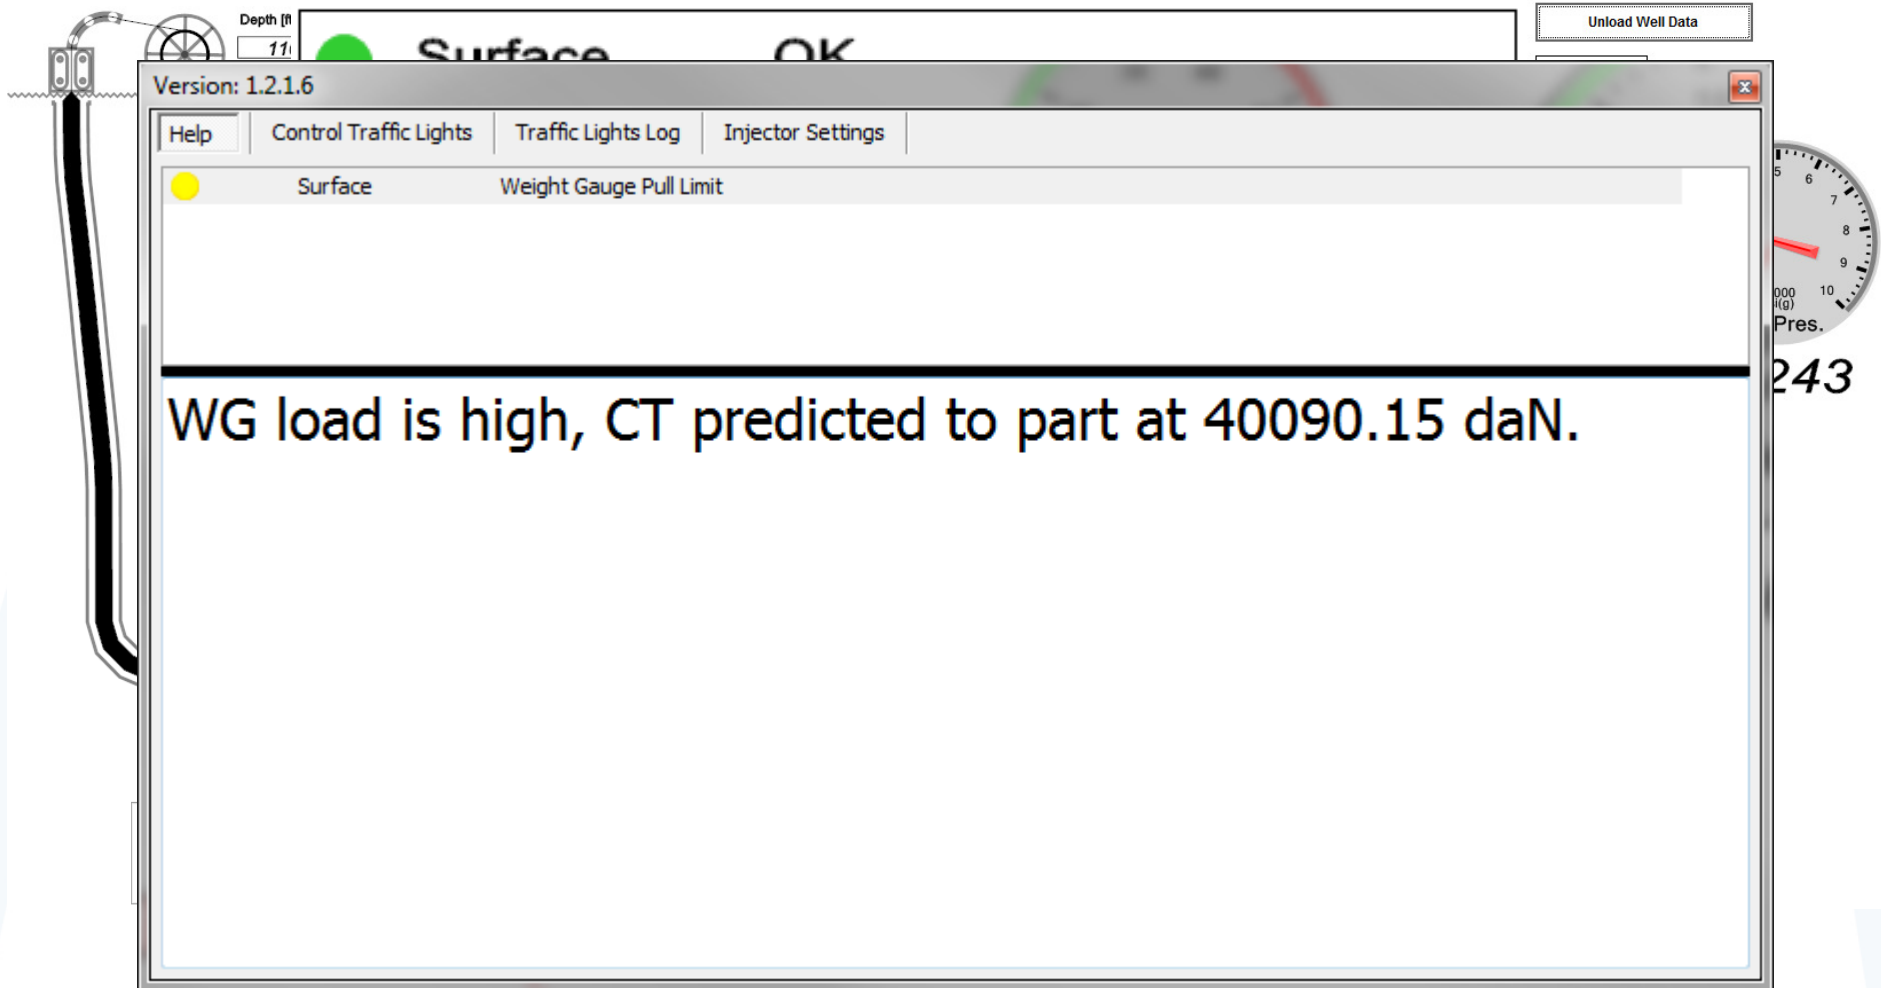 Depth [ft
Surface OK
Unload Well Data
Version: 1.2.1.6
Help Control Traffic Lights Traffic Lights Log Injector Settings
Surface Weight Gauge Pull Limit
5
6
7
8
9
10
Pres.
243
WG load is high, CT predicted to part at 40090.15 daN.